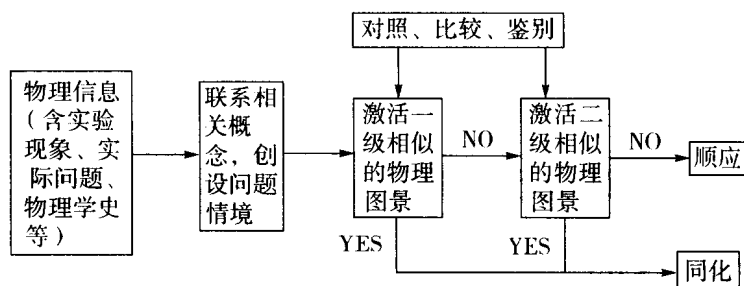 对照、比较、鉴别
物理信息
（含实验
现象、实
际问题、
物理学史
等）
联系相
关概
念，创
设问题
情境
激活一
级相似
的物理
图景
NO
激活二
级相似
的物理
图景
NO
顺应
YES
YES
同化